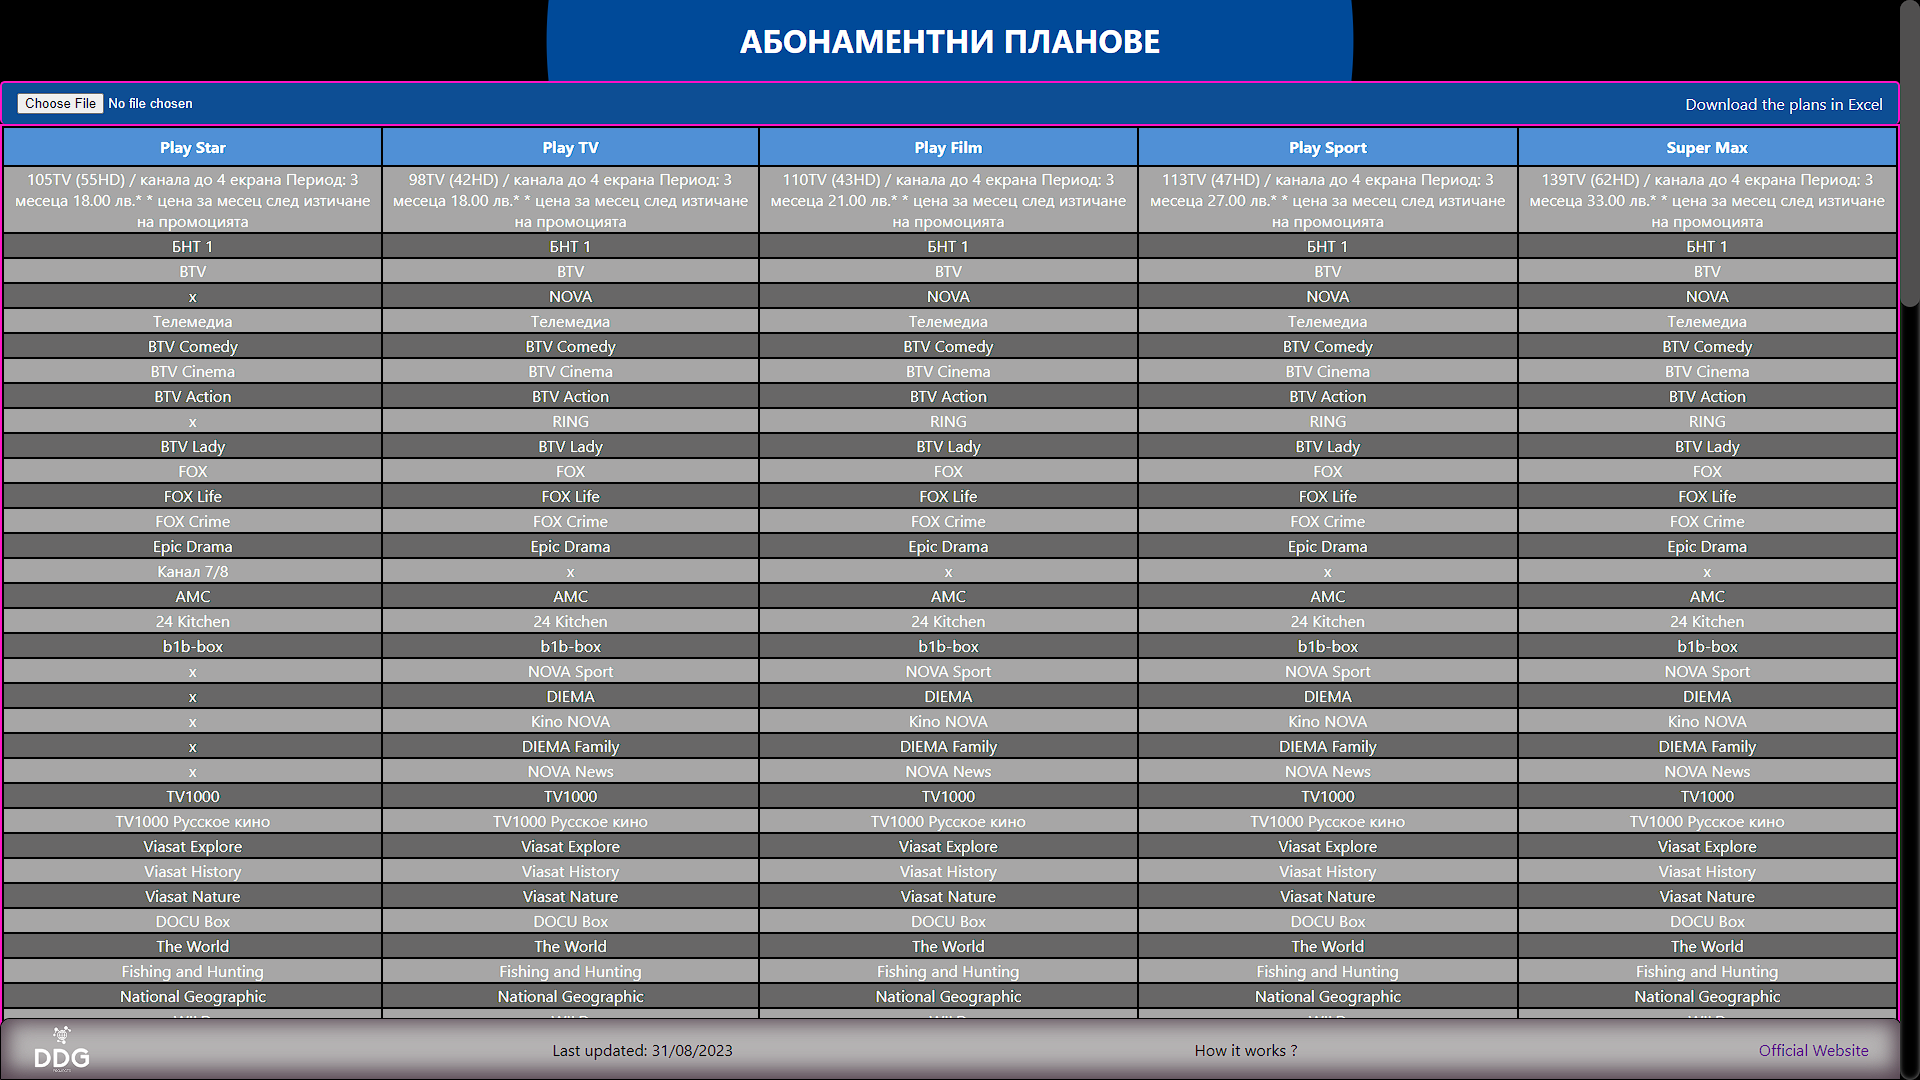 АБОНАМЕНТНИ ПЛАНОВЕ
Choose File No file chosen Download the plans in Excel
Play Star Play TV Play Film Play Sport Super Max
105TV (55HD) / канала до 4 екрана Период: 3 98TV (42HD) / канала до 4 екрана Период: 3 110TV (43HD) / канала до 4 екрана Период: 3 113TV (47HD) / канала до 4 екрана Период: 3 139TV (62HD) / канала до 4 екрана Период: 3
месеца 18.00 лв.* * цена за месец след изтичане месеца 18.00 лв.* * цена за месец след изтичане месеца 21.00 лв.* * цена за месец след изтичане месеца 27.00 лв.* * цена за месец след изтичане месеца 33.00 лв.* * цена за месец след изтичане
на промоцията на промоцията на промоцията на промоцията на промоцията
БНТ 1 БНТ 1 БНТ 1 БНТ 1 БНТ 1
BTV BTV BTV BTV BTV
x NOVA NOVA NOVA NOVA
Телемедиа Телемедиа Телемедиа Телемедиа Телемедиа
BTV Comedy BTV Comedy BTV Comedy BTV Comedy BTV Comedy
BTV Cinema BTV Cinema BTV Cinema BTV Cinema BTV Cinema
BTV Action BTV Action BTV Action BTV Action BTV Action
x RING RING RING RING
BTV Lady BTV Lady BTV Lady BTV Lady BTV Lady
FOX FOX FOX FOX FOX
FOX Life FOX Life FOX Life FOX Life FOX Life
FOX Crime FOX Crime FOX Crime FOX Crime FOX Crime
Epic Drama Epic Drama Epic Drama Epic Drama Epic Drama
Канал 7/8 x x x x
AMC AMC AMC AMC AMC
24 Kitchen 24 Kitchen 24 Kitchen 24 Kitchen 24 Kitchen
b1b-box b1b-box b1b-box b1b-box b1b-box
x NOVA Sport NOVA Sport NOVA Sport NOVA Sport
x DIEMA DIEMA DIEMA DIEMA
x Kino NOVA Kino NOVA Kino NOVA Kino NOVA
x DIEMA Family DIEMA Family DIEMA Family DIEMA Family
x NOVA News NOVA News NOVA News NOVA News
TV1000 TV1000 TV1000 TV1000 TV1000
TV1000 Русское кино TV1000 Русское кино TV1000 Русское кино TV1000 Русское кино TV1000 Русское кино
Viasat Explore Viasat Explore Viasat Explore Viasat Explore Viasat Explore
Viasat History Viasat History Viasat History Viasat History Viasat History
Viasat Nature Viasat Nature Viasat Nature Viasat Nature Viasat Nature
DOCU Box DOCU Box DOCU Box DOCU Box DOCU Box
The World The World The World The World The World
Fishing and Hunting Fishing and Hunting Fishing and Hunting Fishing and Hunting Fishing and Hunting
National Geographic National Geographic National Geographic National Geographic National Geographic
DDG Last updated: 31/08/2023 How it works ? Official Website